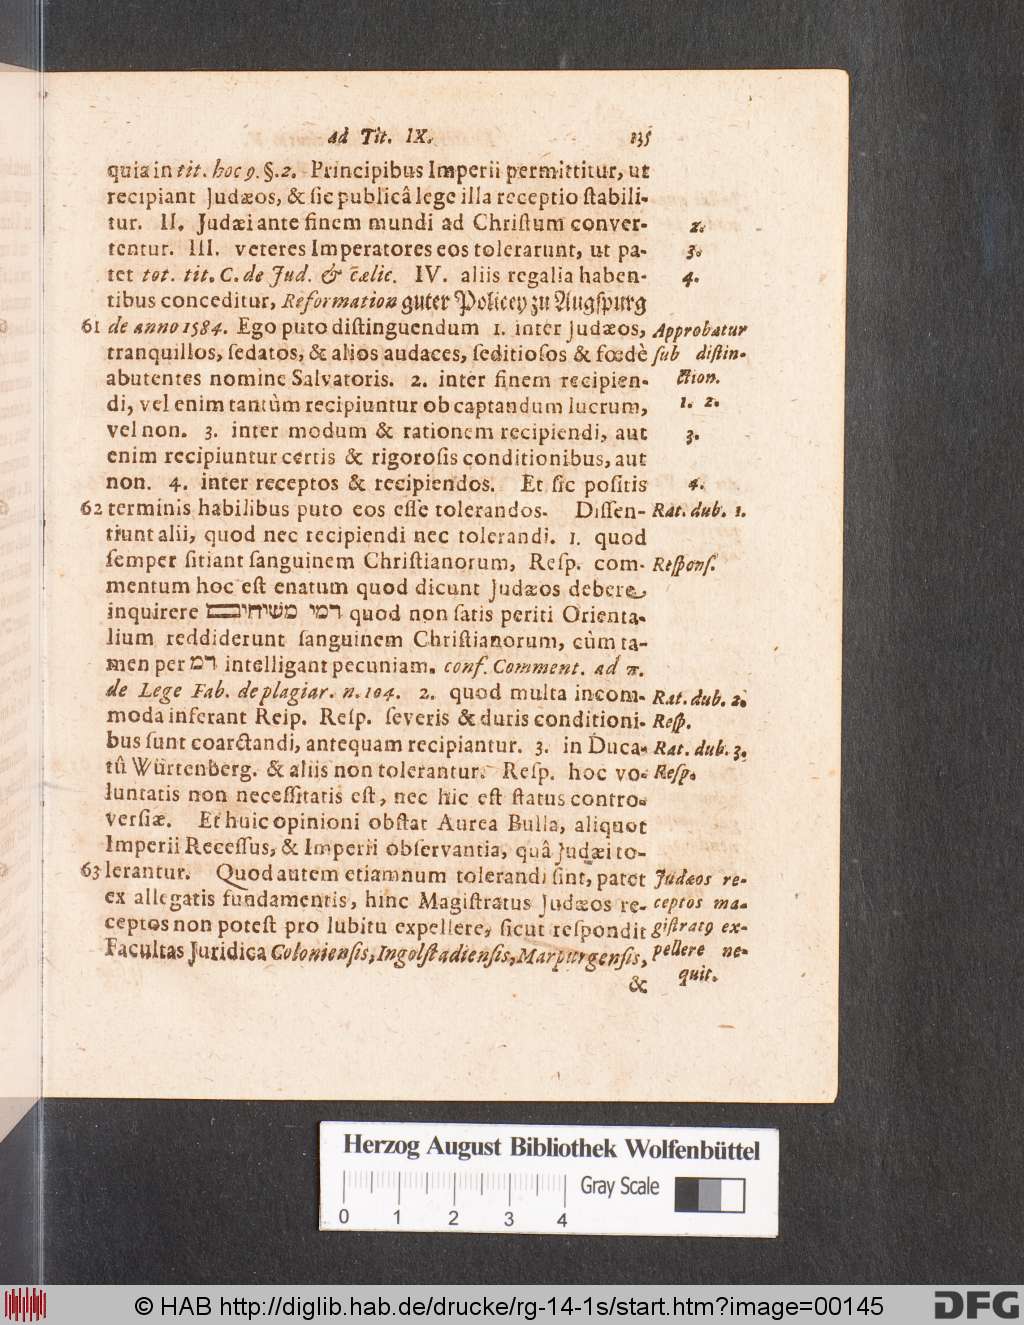 ad Tit. IX. 135
quia in tit. hoc 9. §. 2. Principibus Imperii permittitur, ut
recipiant Judæos, & ſic publicâ lege illa receptio ſtabili-
tur. II. Judæi ante finem mundi ad Chriſtum conver- 2.
tentur. III. veteres Imperatores eos tolerarunt, ut pa- 3.
tet tot. tit. C. de Jud. & cælic. IV. aliis regalia haben- 4.
tibus conceditur, Reformation guter Policey zu Augſpurg
61 de anno 1584. Ego puto diſtinguendum 1. inter Judæos, Approbatur
tranquillos, ſedatos, & alios audaces, ſeditioſos & fœdè ſub diſtin-
abutentes nomine Salvatoris. 2. inter finem recipien- ction.
di, vel enim tantùm recipiuntur ob captandum lucrum, 1. 2.
vel non. 3. inter modum & rationem recipiendi, aut 3.
enim recipiuntur certis & rigoroſis conditionibus, aut
non. 4. inter receptos & recipiendos. Et ſic poſitis 4.
62 terminis habilibus puto eos eſſe tolerandos. Diſſen- Rat. dub. 1.
tiunt alii, quod nec recipiendi nec tolerandi. 1. quod
ſemper ſitiant ſanguinem Chriſtianorum, Reſp. com- Reſponſ.
mentum hoc eſt enatum quod dicunt Judæos debere
inquirere דמי משיחיים quod non ſatis periti Orienta-
lium reddiderunt ſanguinem Chriſtianorum, cùm ta-
men per דמ intelligant pecuniam. conf. Comment. ad π.
de Lege Fab. de plagiar. n. 104. 2. quod multa incom- Rat. dub. 2.
moda inferant Reip. Reſp. ſeveris & duris conditioni- Reſp.
bus ſunt coarctandi, antequam recipiantur. 3. in Duca- Rat. dub. 3.
tû Würtenberg. & aliis non tolerantur. Reſp. hoc vo- Reſp.
luntatis non neceſſitatis eſt, nec hic eſt ſtatus contro-
verſiæ. Et huic opinioni obſtat Aurea Bulla, aliquot
Imperii Receſſus, & Imperii obſervantia, quâ Judæi to-
63 lerantur. Quod autem etiamnum tolerandi ſint, patet Judæos re-
ex allegatis fundamentis, hinc Magiſtratus Judæos re- ceptos ma-
ceptos non poteſt pro lubitu expellere, ſicut reſpondit giſtratꝰ ex-
Facultas Juridica Colonienſis, Ingolſtadienſis, Marpurgenſis, pellere ne-
& quit.
Herzog August Bibliothek Wolfenbüttel
Gray Scale
0 1 2 3 4
© HAB http://diglib.hab.de/drucke/rg-14-1s/start.htm?image=00145 DFG